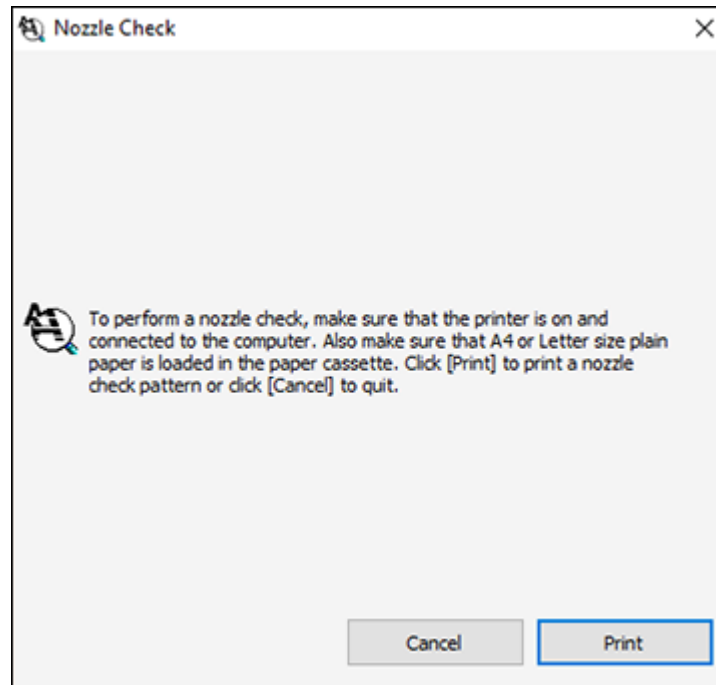 Nozzle Check
To perform a nozzle check, make sure that the printer is on and
connected to the computer. Also make sure that A4 or Letter size plain
paper is loaded in the paper cassette. Click [Print] to print a nozzle
check pattern or click [Cancel] to quit.
Cancel Print